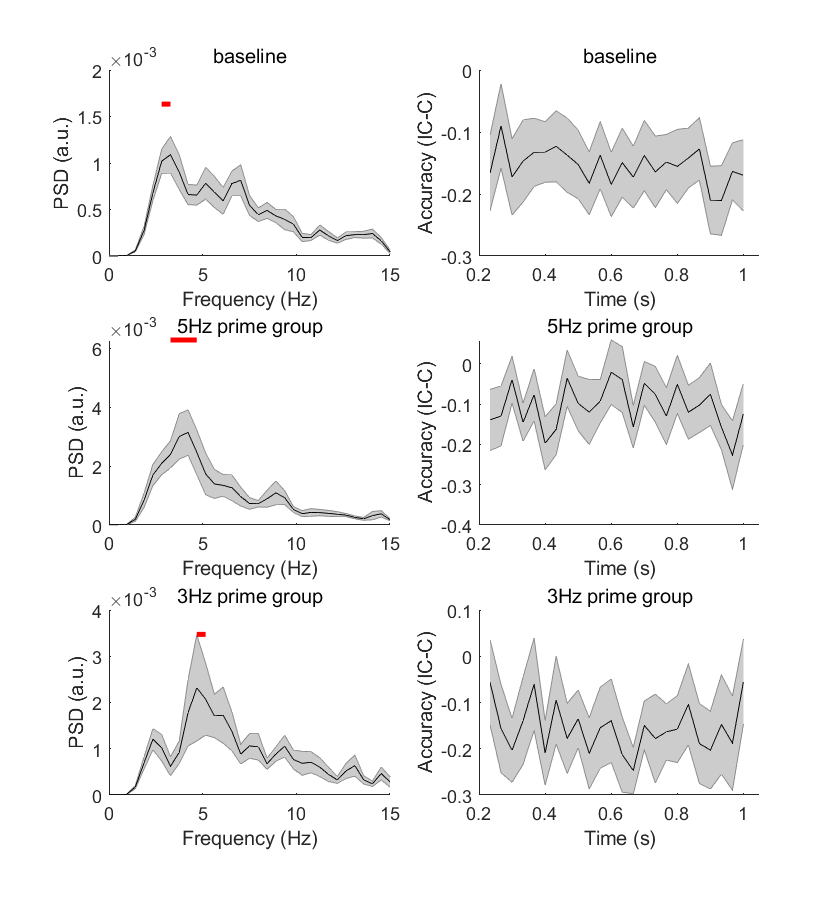 baseline
×10⁻³
2
1.5
1
0.5
0
PSD (a.u.)
0 5 10 15
Frequency (Hz)
baseline
0
-0.1
-0.2
-0.3
Accuracy (IC-C)
0.2 0.4 0.6 0.8 1
Time (s)
5Hz prime group
×10⁻³
6
4
2
0
PSD (a.u.)
0 5 10 15
Frequency (Hz)
5Hz prime group
0
-0.1
-0.2
-0.3
-0.4
Accuracy (IC-C)
0.2 0.4 0.6 0.8 1
Time (s)
3Hz prime group
×10⁻³
4
3
2
1
0
PSD (a.u.)
0 5 10 15
Frequency (Hz)
3Hz prime group
0.1
0
-0.1
-0.2
-0.3
Accuracy (IC-C)
0.2 0.4 0.6 0.8 1
Time (s)